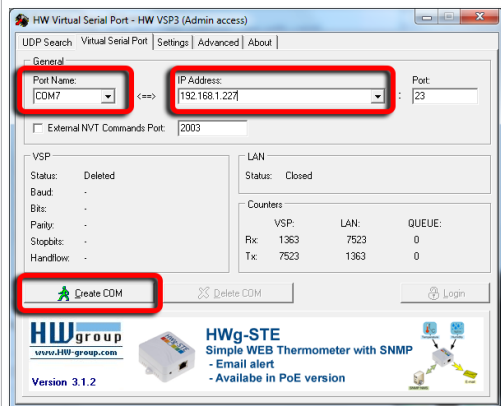 HW Virtual Serial Port - HW VSP3 (Admin access)
UDP Search Virtual Serial Port Settings Advanced About
General
Port Name: IP Address: Port:
COM7 <==> 192.168.1.227 : 23
External NVT Commands Port: 2003
VSP LAN
Status: Deleted Status: Closed
Baud: -
Bits: - Counters
Parity: - VSP: LAN: QUEUE:
Stopbits: - Rx: 1363 7523 0
Handflow: - Tx: 7523 1363 0
Create COM Delete COM Login
HW group
www.HW-group.com
Version 3.1.2
HWg-STE
Simple WEB Thermometer with SNMP
- Email alert
- Availabe in PoE version